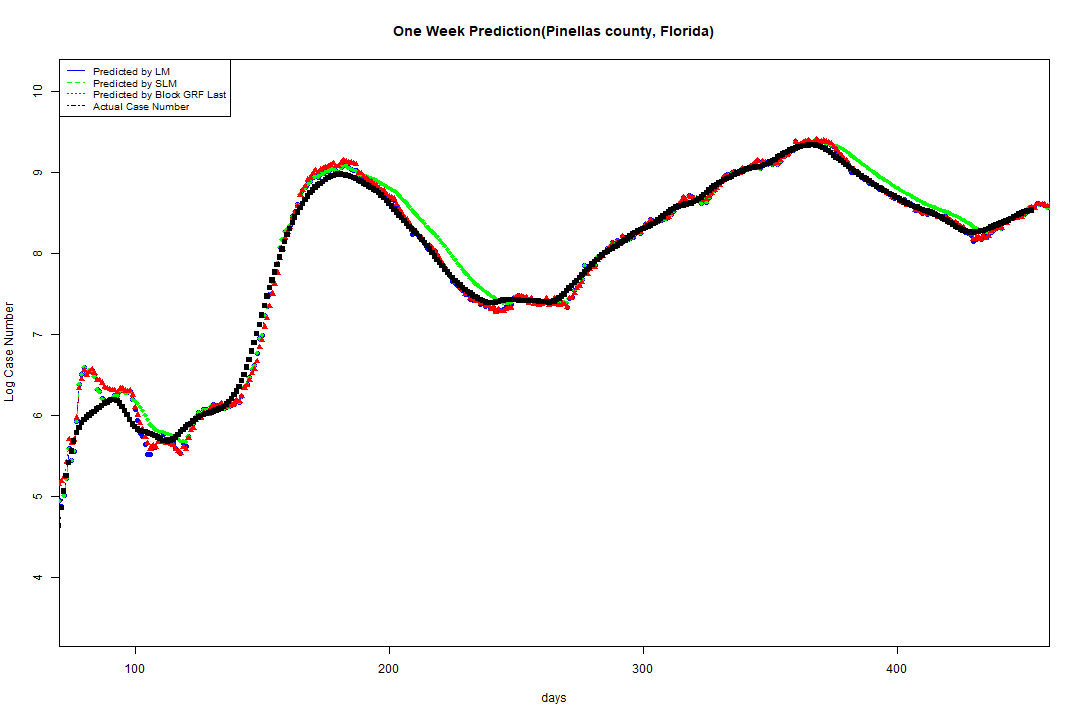 One Week Prediction(Pinellas county, Florida)
Predicted by LM
Predicted by SLM
Predicted by Block GRF Last
Actual Case Number
10
9
8
7
6
5
4
Log Case Number
100 200 300 400
days